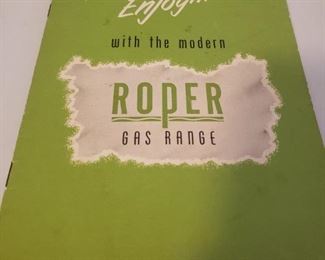 with the modern
ROPER
GAS RANGE